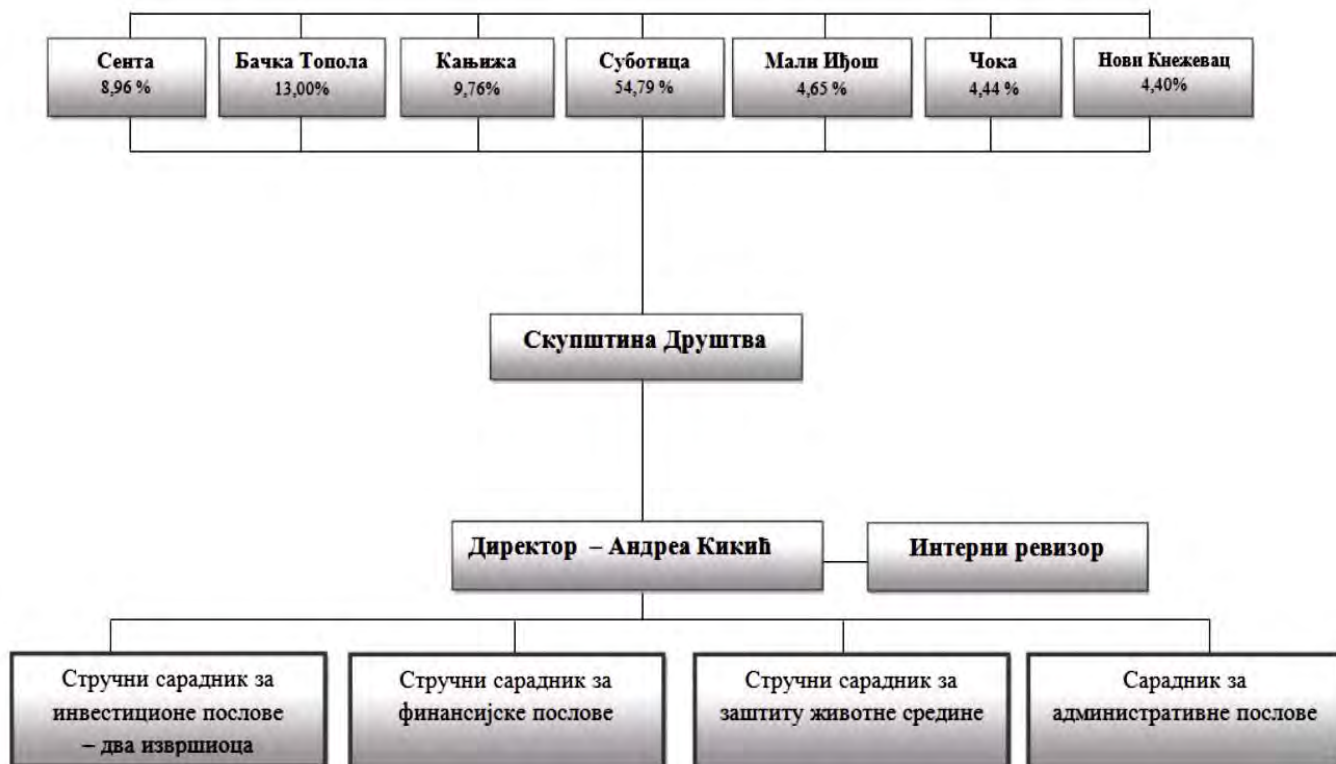 Сента
8,96 %
Бачка Топола
13,00%
Кањижа
9,76%
Суботица
54,79 %
Мали Иђош
4,65 %
Чока
4,44 %
Нови Кнежевац
4,40%
Скупштина Друштва
Директор – Андреа Кикић
Интерни ревизор
Стручни сарадник за
инвестиционе послове
– два извршиоца
Стручни сарадник за
финансијске послове
Стручни сарадник за
заштиту животне средине
Сарадник за
административне послове